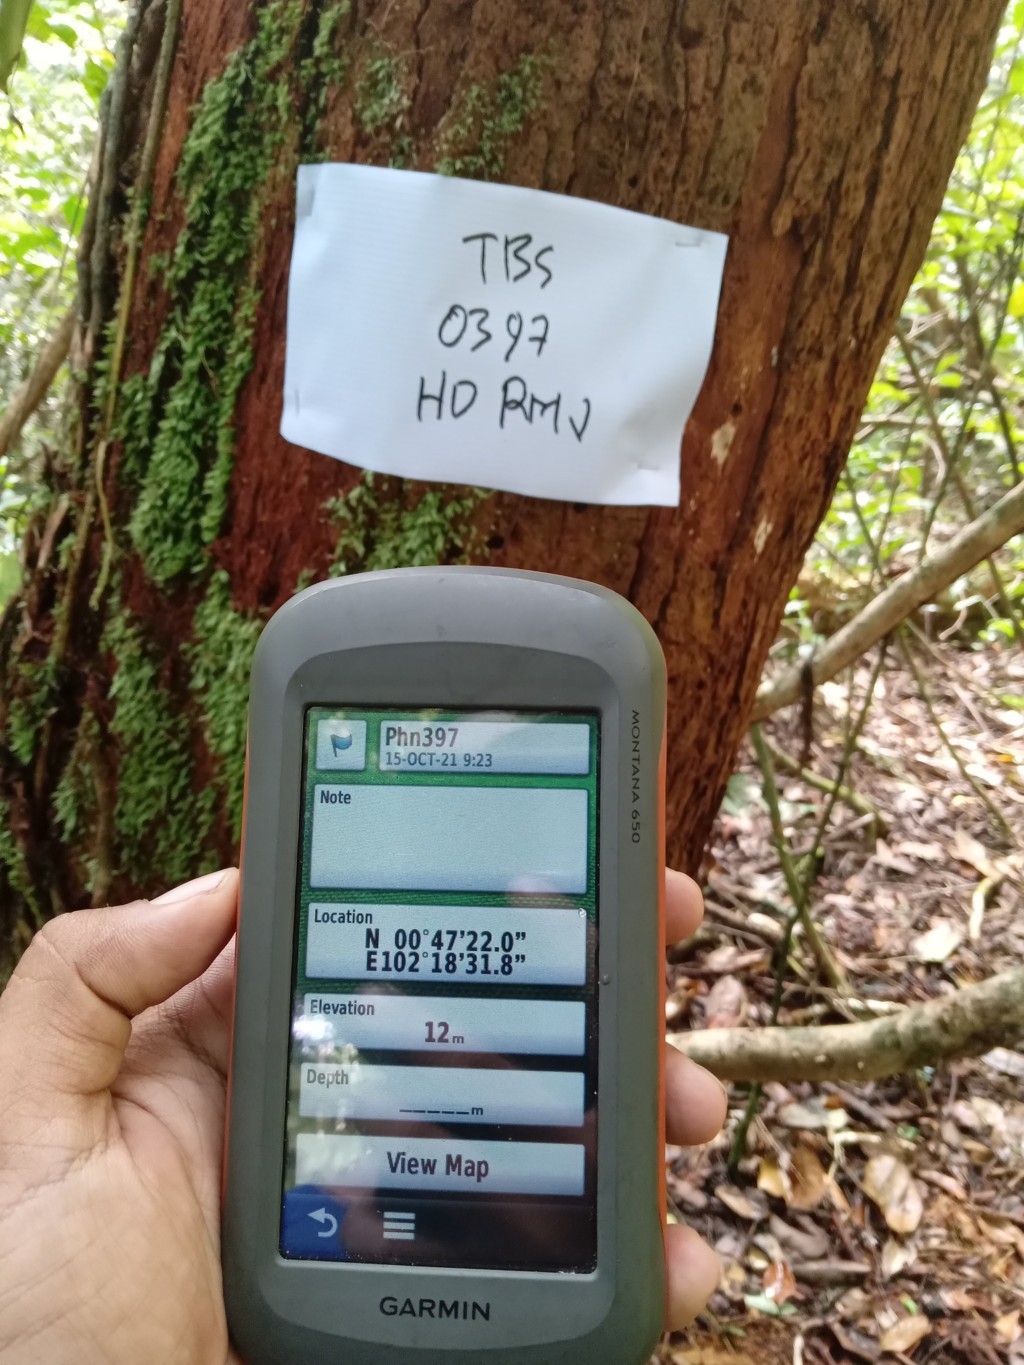 TBS
0397
HD RMV
MONTANA 650
Phn397
15-OCT-21 9:23
Note
Location
N 00°47'22.0"
E102°18'31.8"
Elevation
12m
Depth
_____m
View Map
GARMIN